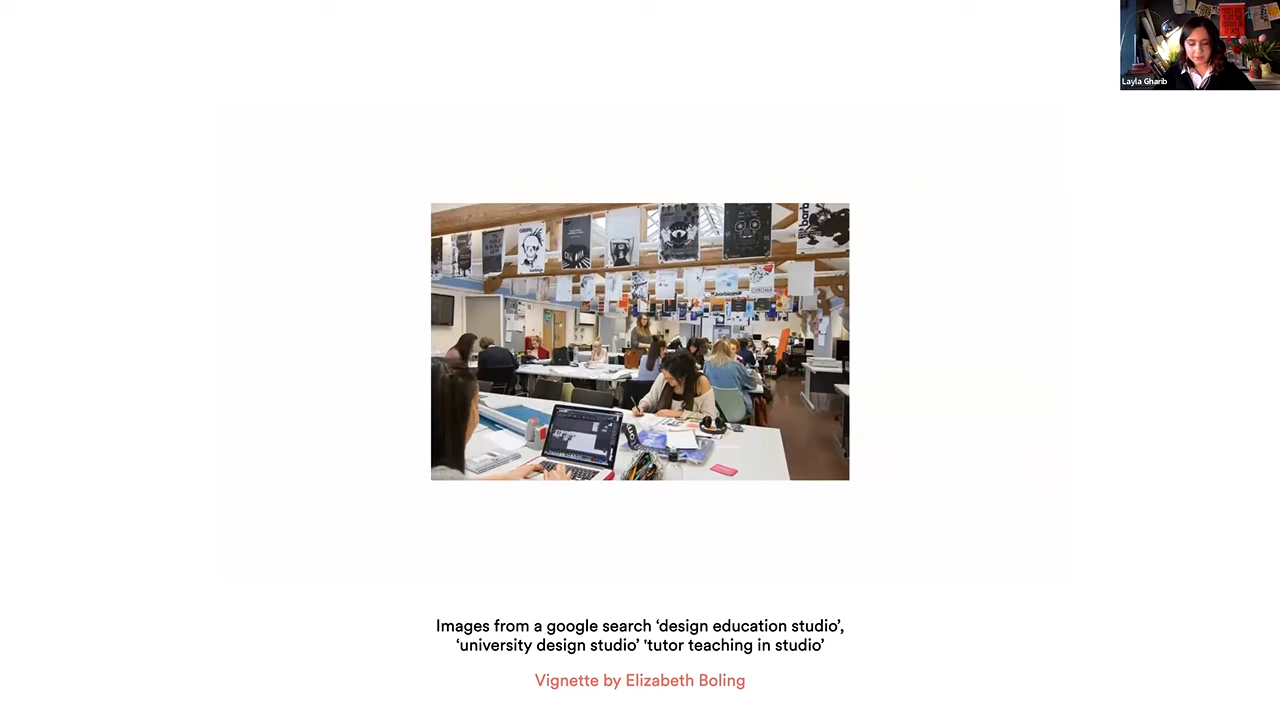 Layla Gharib
Images from a google search ‘design education studio’,
‘university design studio’ 'tutor teaching in studio’
Vignette by Elizabeth Boling